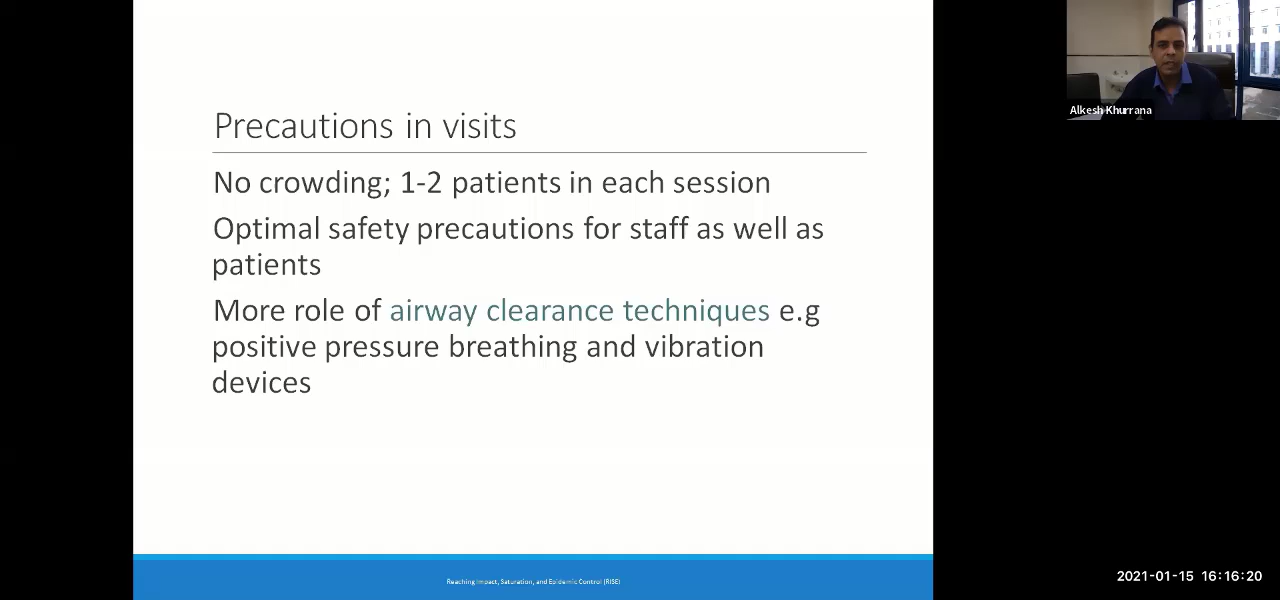 Precautions in visits
No crowding; 1-2 patients in each session
Optimal safety precautions for staff as well as
patients
More role of airway clearance techniques e.g
positive pressure breathing and vibration
devices
Reaching Impact, Saturation, and Epidemic Control (RISE)
Alkesh Khurrana
2021-01-15 16:16:20